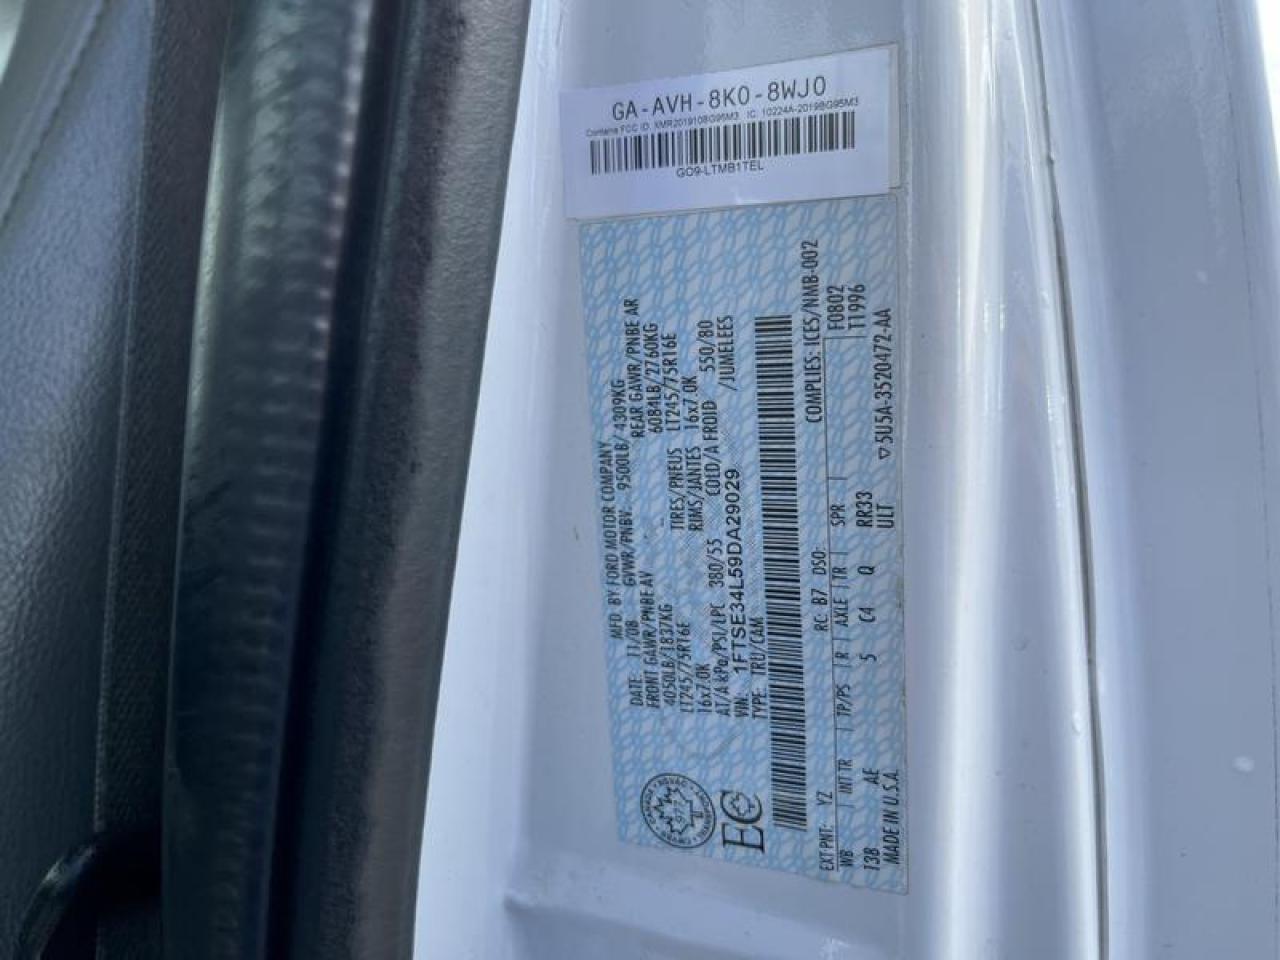 GA-AVH-8K0-8WJO
Contains FCC ID: XMR201910BG95M3 IC: 10224A-2019BG95M3
GO9-LTMB1TEL
MFD. BY FORD MOTOR COMPANY
DATE: 11/08 GVWR/PNBV: 9500LB/ 4309KG
FRONT GAWR/PNBE AV REAR GAWR/PNBE AR
4050LB/1837KG 6084LB/2760KG
LT245/75R16E TIRES/PNEUS LT245/75R16E
16x7.0K RIMS/JANTES 16x7.0K
AT/A kPa/PSI/LPC 380/55 COLD/A FROID 550/80
VIN: 1FTSE34L59DA29029 /JUMELEES
TYPE: TRU/CAM
EC
RC: B7 DSO: COMPLIES: ICES/NMB-002
EXT PNT: YZ F0802
WB INT TR TP/PS R AXLE TR SPR T1996
138 AE 5 C4 Q RR33
MADE IN U.S.A. ULT ▽5U5A-3520472-AA